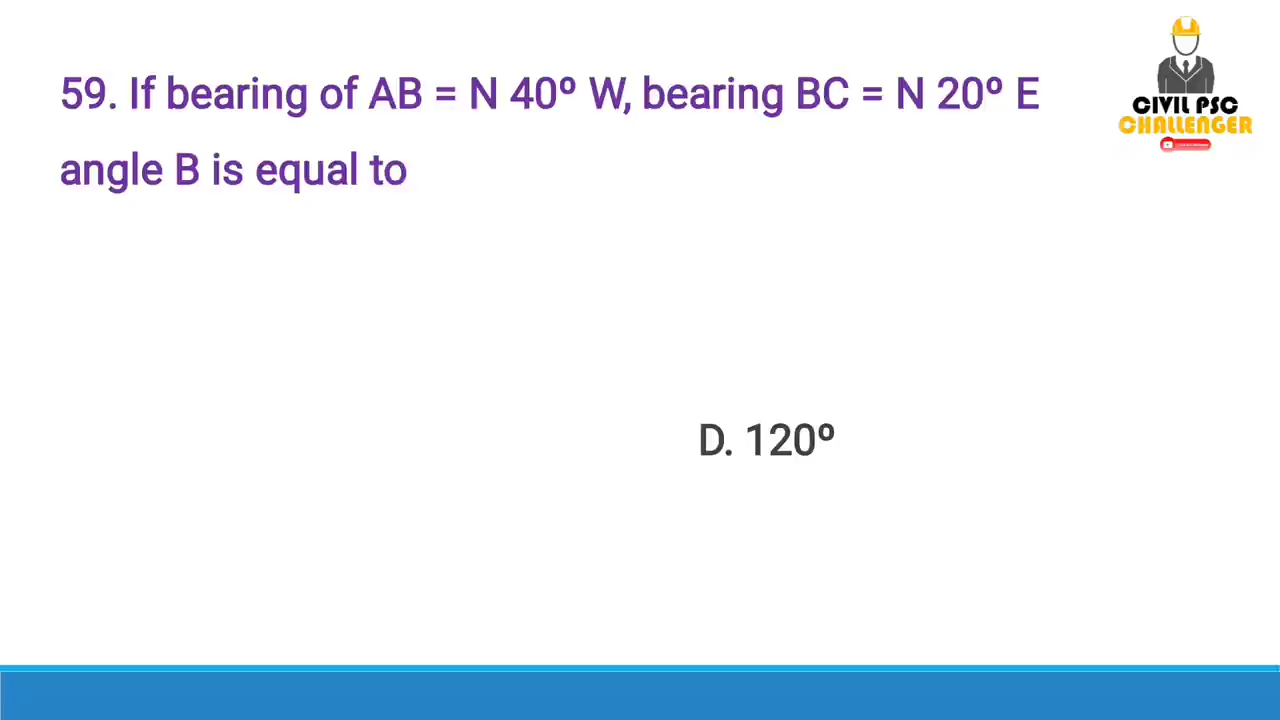 59. If bearing of AB = N 40º W, bearing BC = N 20º E
angle B is equal to
D. 120º
CIVIL PSC
CHALLENGER